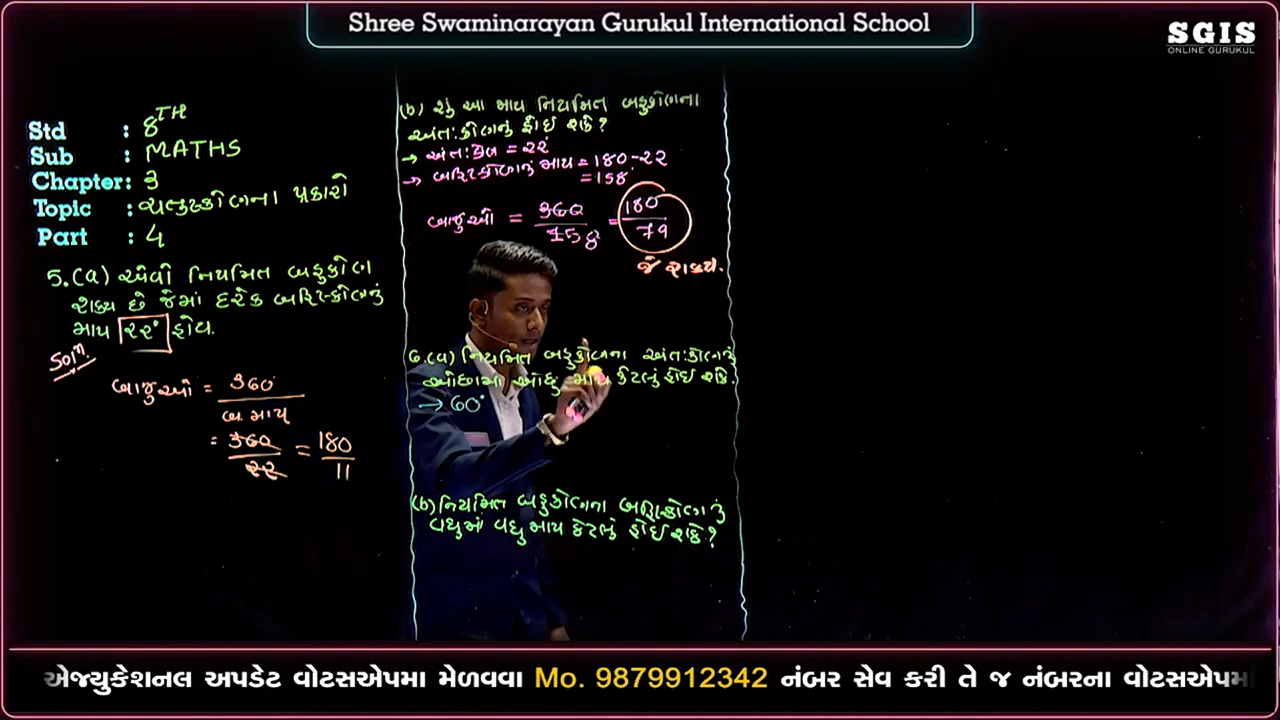 Shree Swaminarayan Gurukul International School
SGIS
ONLINE GURUKUL
Std : 8TH
Sub : MATHS
Chapter: 3
Topic : ચતુષ્કોણના પ્રકારો
Part : 4
5.(a) એવો નિયમિત બહુકોણ
શક્ય છે જેમાં દરેક બહિષ્કોણનું
માપ ૨૨° હોય.
Soln.
બાજુઓ = 360° / બ. માપ
= 360 / 22 = 180 / 11
(b) શું આ માપ નિયમિત બહુકોણના
અંતઃકોણનું હોઈ શકે?
→ અંતઃકોણ = 22
→ બહિષ્કોણનું માપ = 180-22
= 158
બાજુઓ = 360 / 158 = 180 / 79
6.(a) નિયમિત બહુકોણના અંતઃકોણનું
ઓછામાં ઓછું માપ કેટલું હોઈ શકે.
→ 60°
(b) નિયમિત બહુકોણના બહિષ્કોણનું
વધુમાં વધુ માપ કેટલું હોઈ શકે?
એજ્યુકેશનલ અપડેટ વોટસએપમા મેળવવા Mo. 9879912342 નંબર સેવ કરી તે જ નંબરના વોટસએપમાં